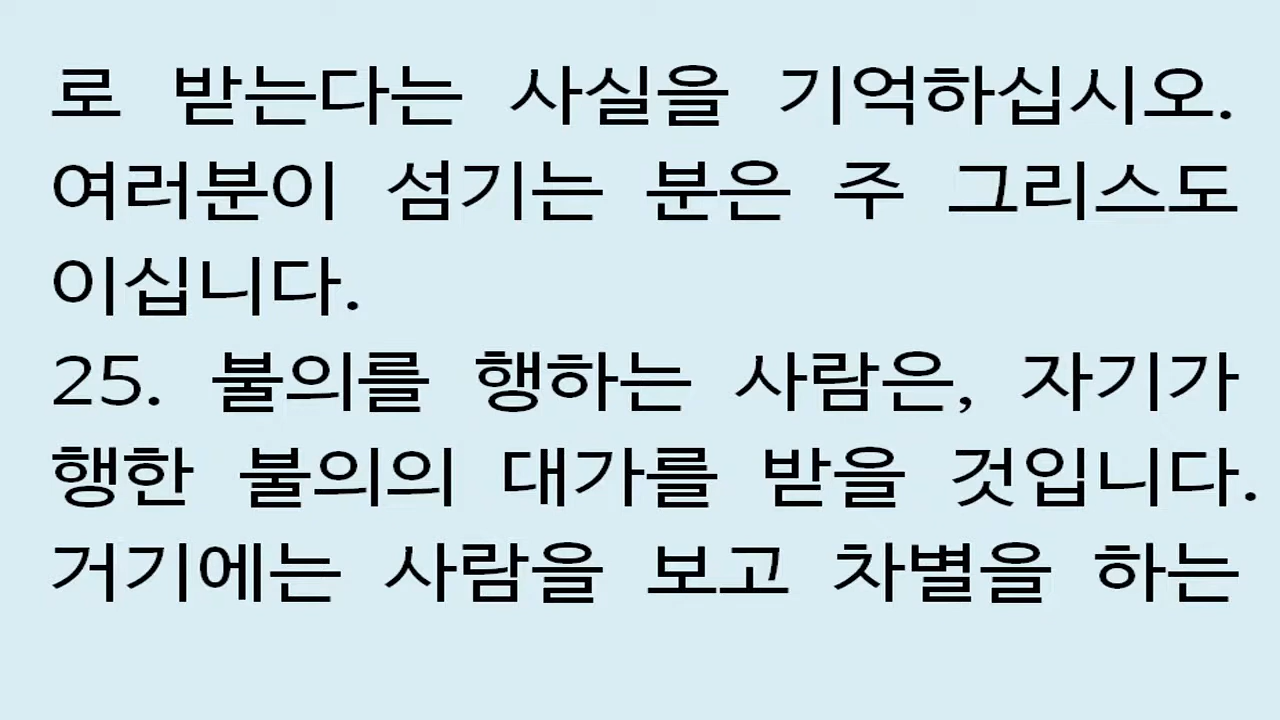 로 받는다는 사실을 기억하십시오.
여러분이 섬기는 분은 주 그리스도
이십니다.
25. 불의를 행하는 사람은, 자기가
행한 불의의 대가를 받을 것입니다.
거기에는 사람을 보고 차별을 하는